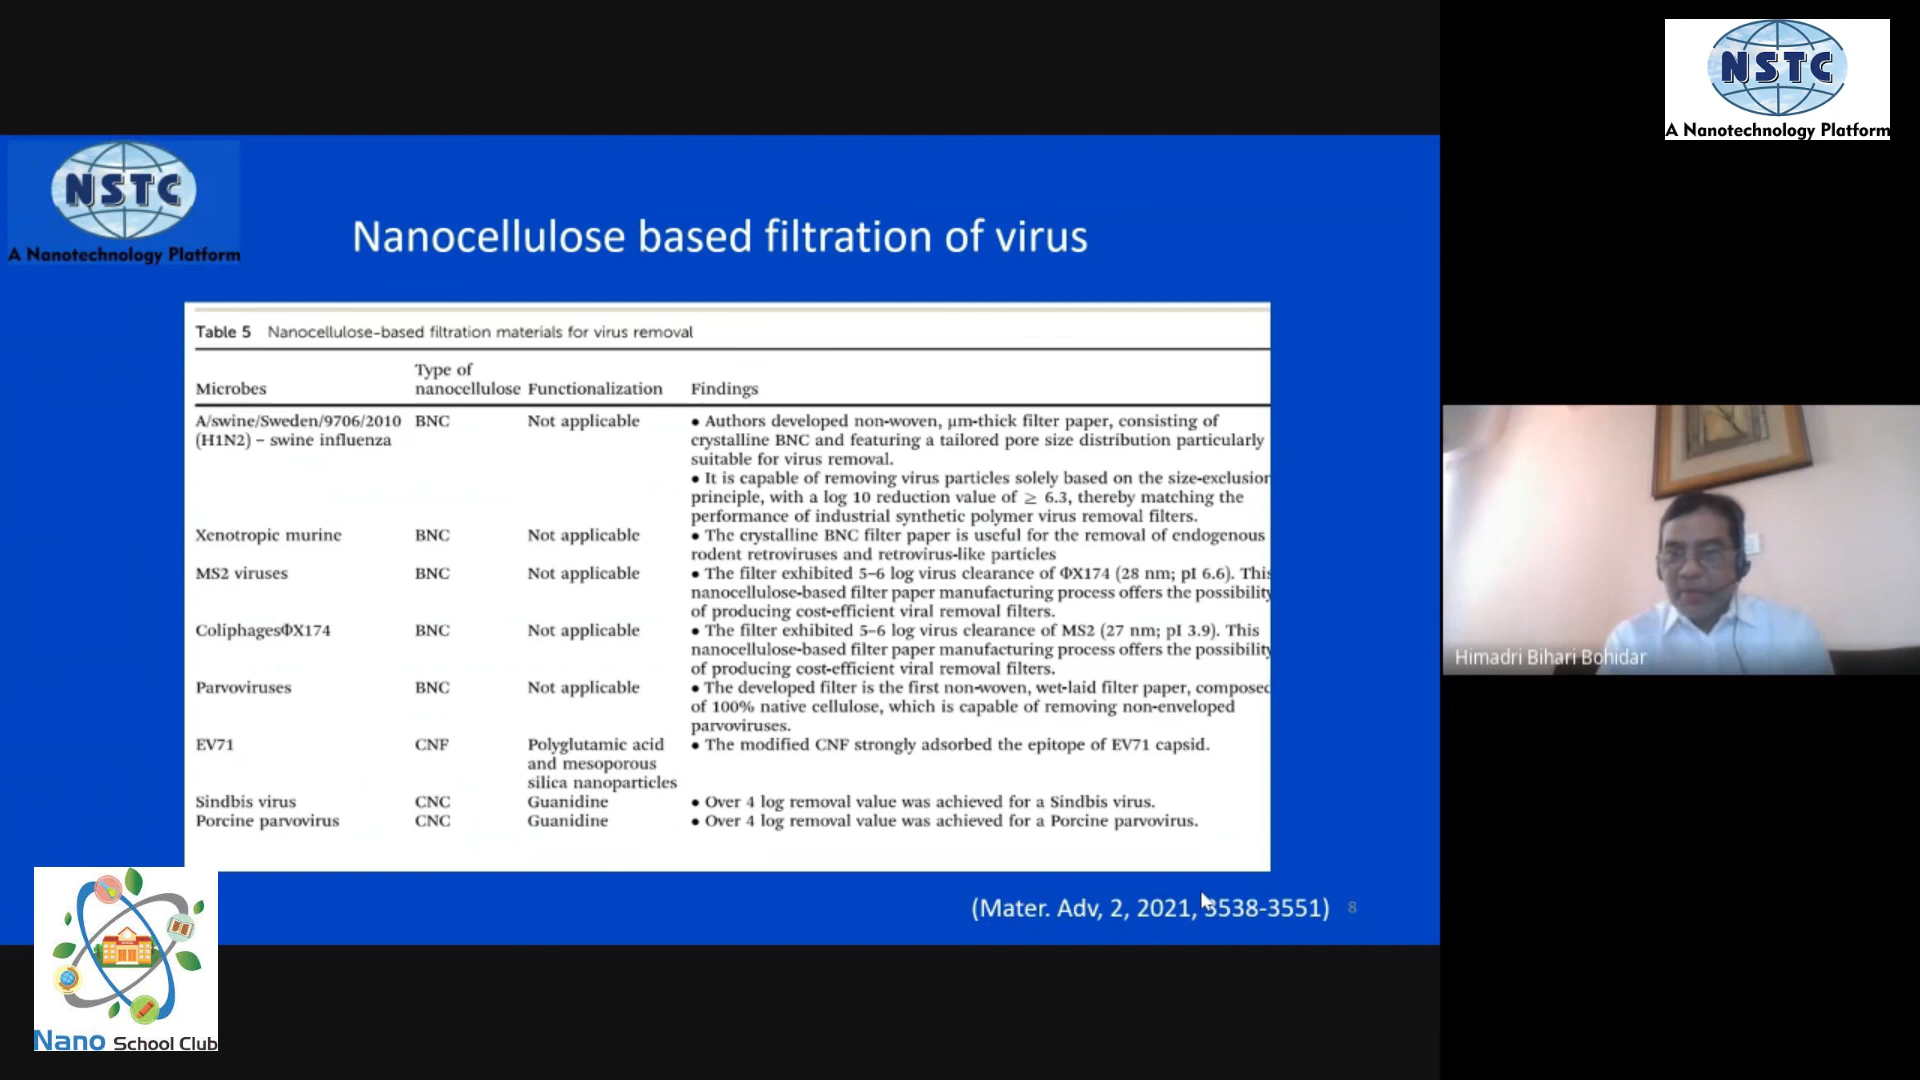 NSTC
A Nanotechnology Platform
NSTC
A Nanotechnology Platform
Nanocellulose based filtration of virus
Table 5 Nanocellulose-based filtration materials for virus removal
Microbes Type of nanocellulose Functionalization Findings
A/swine/Sweden/9706/2010 BNC Not applicable • Authors developed non-woven, μm-thick filter paper, consisting of
(H1N2) – swine influenza crystalline BNC and featuring a tailored pore size distribution particularly
suitable for virus removal.
• It is capable of removing virus particles solely based on the size-exclusion
principle, with a log 10 reduction value of ≥ 6.3, thereby matching the
performance of industrial synthetic polymer virus removal filters.
Xenotropic murine BNC Not applicable • The crystalline BNC filter paper is useful for the removal of endogenous
rodent retroviruses and retrovirus-like particles
MS2 viruses BNC Not applicable • The filter exhibited 5–6 log virus clearance of ΦX174 (28 nm; pI 6.6). This
nanocellulose-based filter paper manufacturing process offers the possibility
of producing cost-efficient viral removal filters.
ColiphagesΦX174 BNC Not applicable • The filter exhibited 5–6 log virus clearance of MS2 (27 nm; pI 3.9). This
nanocellulose-based filter paper manufacturing process offers the possibility
of producing cost-efficient viral removal filters.
Parvoviruses BNC Not applicable • The developed filter is the first non-woven, wet-laid filter paper, composed
of 100% native cellulose, which is capable of removing non-enveloped
parvoviruses.
EV71 CNF Polyglutamic acid • The modified CNF strongly adsorbed the epitope of EV71 capsid.
and mesoporous
silica nanoparticles
Sindbis virus CNC Guanidine • Over 4 log removal value was achieved for a Sindbis virus.
Porcine parvovirus CNC Guanidine • Over 4 log removal value was achieved for a Porcine parvovirus.
(Mater. Adv, 2, 2021, 3538-3551) 8
Himadri Bihari Bohidar
Nano School Club